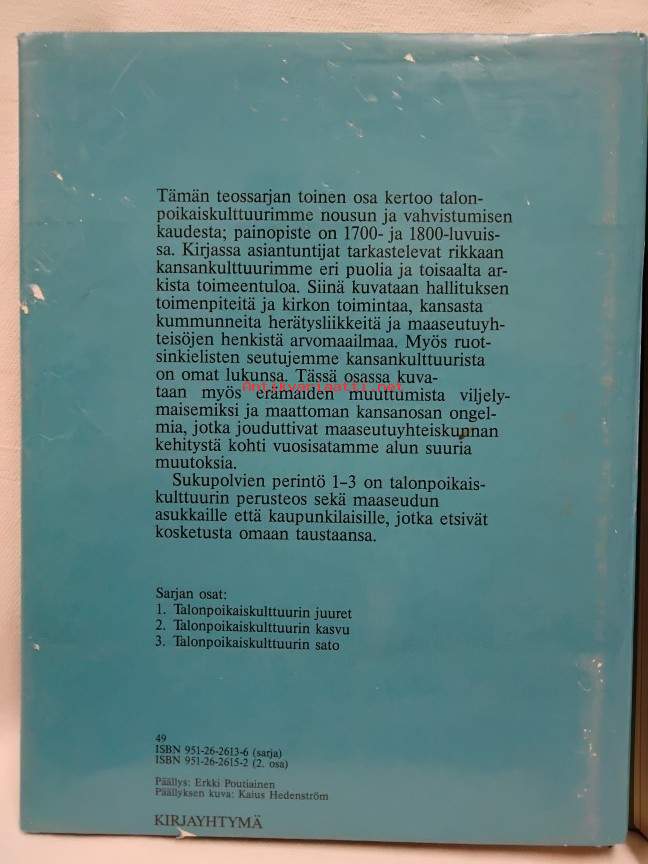 Tämän teossarjan toinen osa kertoo talon-
poikaiskulttuurimme nousun ja vahvistumisen
kaudesta; painopiste on 1700- ja 1800-luvuis-
sa. Kirjassa asiantuntijat tarkastelevat rikkaan
kansankulttuurimme eri puolia ja toisaalta ar-
kista toimeentuloa. Siinä kuvataan hallituksen
toimenpiteitä ja kirkon toimintaa, kansasta
kummunneita herätysliikkeitä ja maaseutuyh-
teisöjen henkistä arvomaailmaa. Myös ruot-
sinkielisten seutujemme kansankulttuurista
on omat lukunsa. Tässä osassa kuva-
Antikvariaatti.net
taan myös erämaiden muuttumista viljely-
maisemiksi ja maattoman kansanosan ongel-
mia, jotka jouduttivat maaseutuyhteiskunnan
kehitystä kohti vuosisatamme alun suuria
muutoksia.
Sukupolvien perintö 1-3 on talonpoikais-
kulttuurin perusteos sekä maaseudun
asukkaille että kaupunkilaisille, jotka etsivät
kosketusta omaan taustaansa.
Sarjan osat:
1. Talonpoikaiskulttuurin juuret
2. Talonpoikaiskulttuurin kasvu
3. Talonpoikaiskulttuurin sato
49
ISBN 951-26-2613-6 (sarja)
ISBN 951-26-2615-2 (2. osa)
Päällys: Erkki Poutiainen
Päällyksen kuva: Kaius Hedenström
KIRJAYHTYMÄ